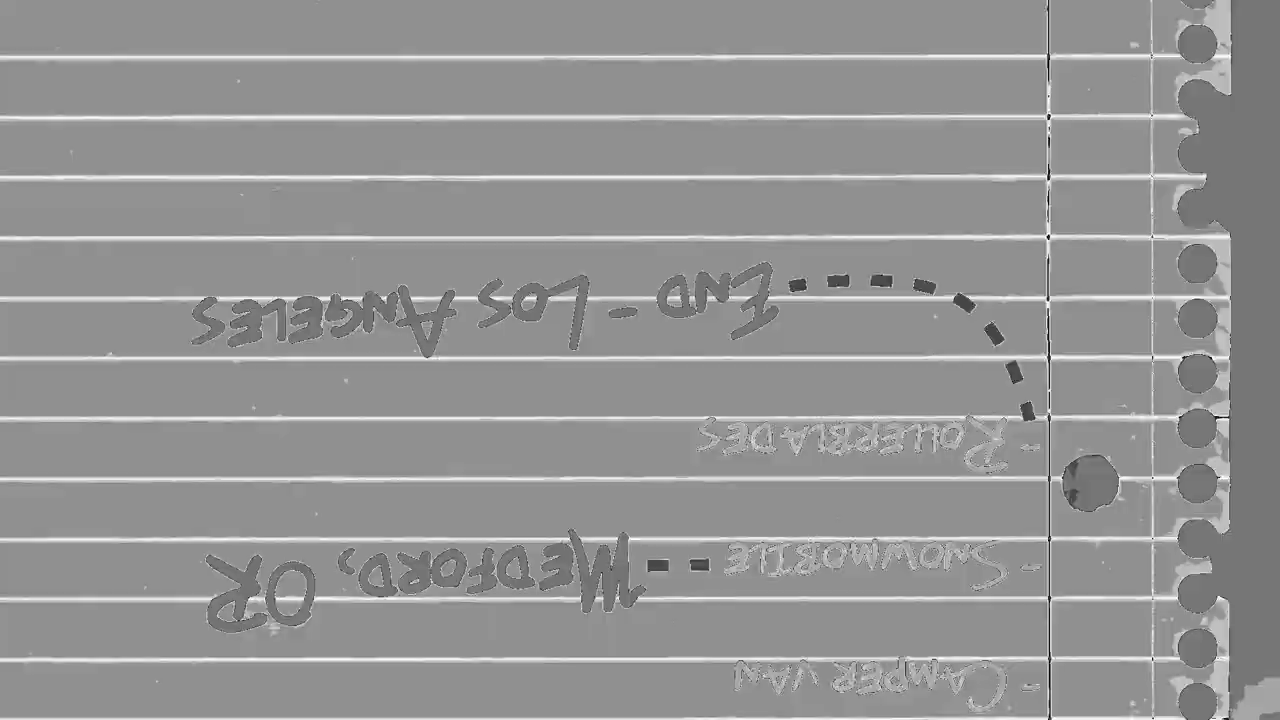 - CAMPER VAN
- SNOWMOBILE -- MEDFORD, OR
- ROLLERBLADES
END - LOS ANGELES